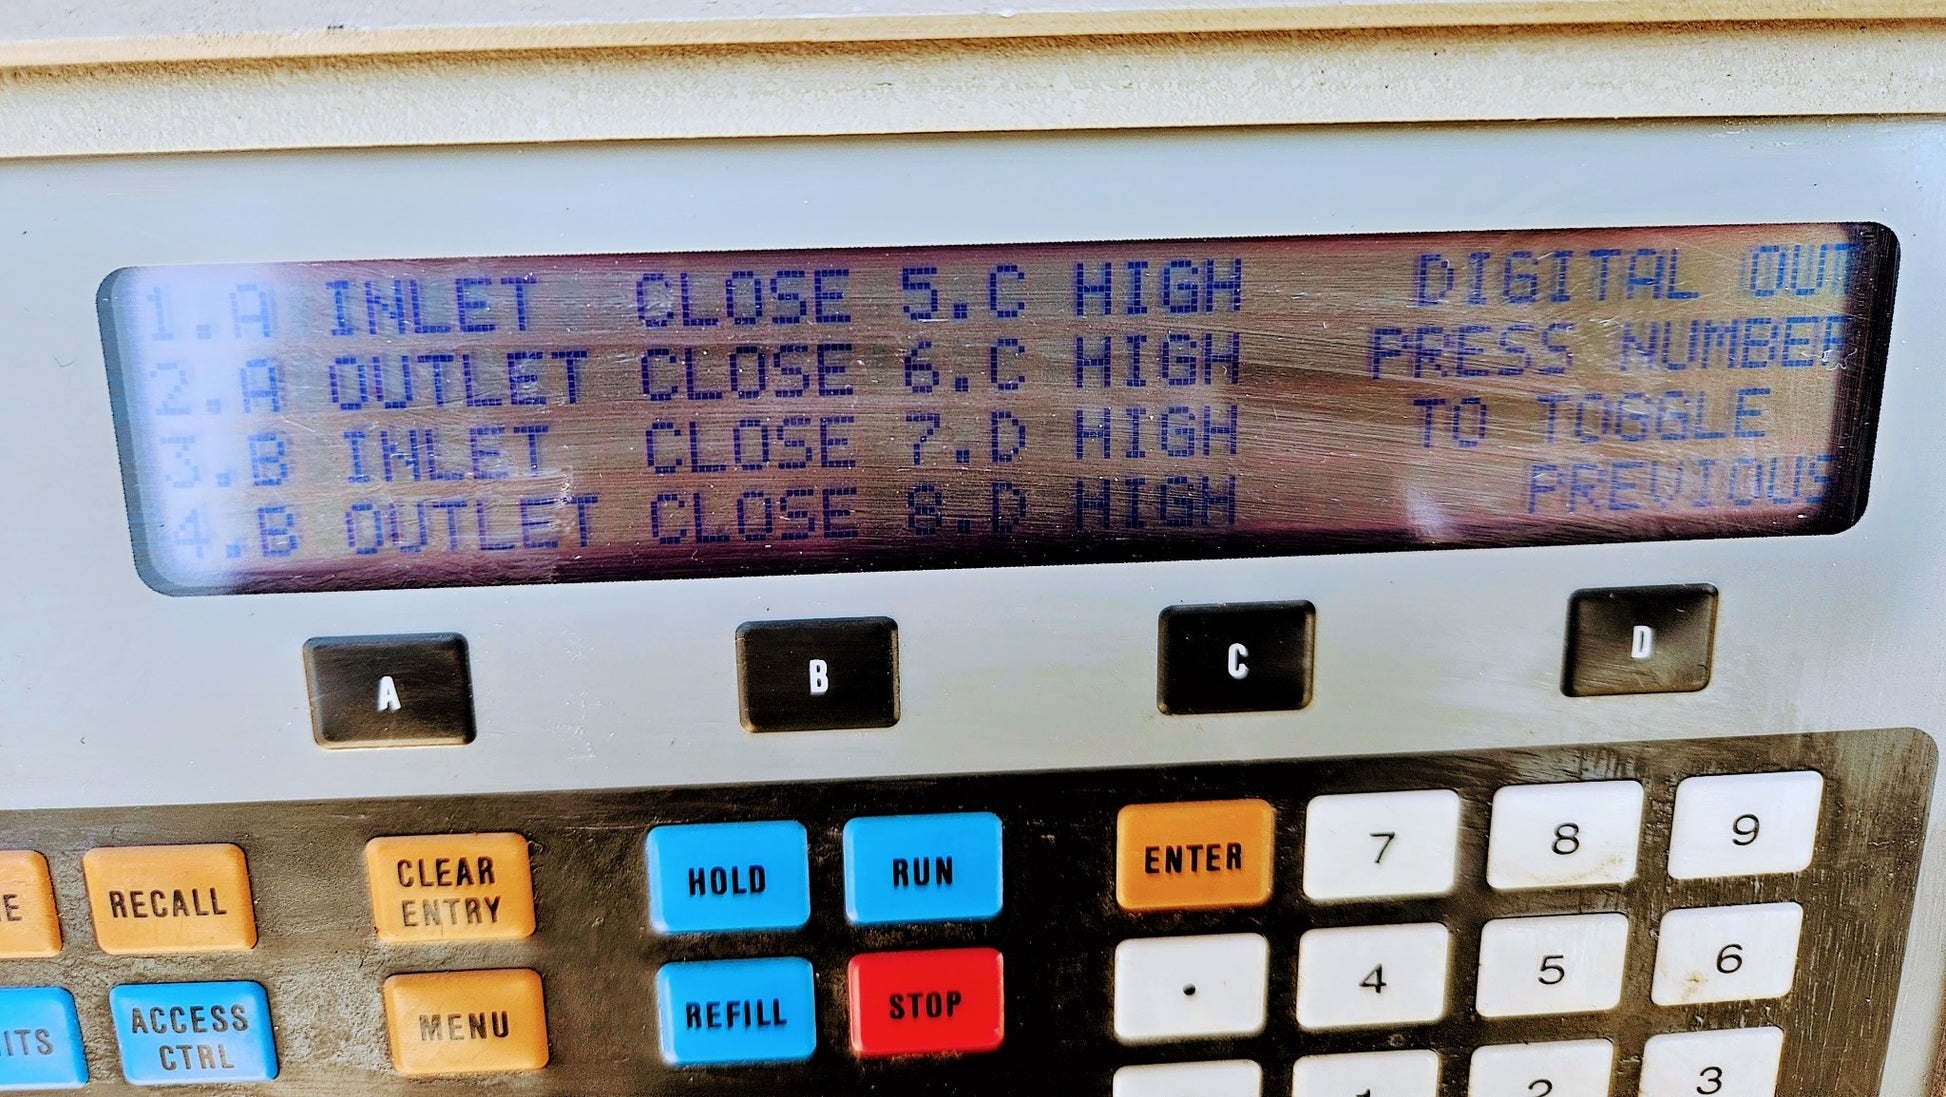 1.A INLET CLOSE 5.C HIGH DIGITAL OUT
2.A OUTLET CLOSE 6.C HIGH PRESS NUMBER
3.B INLET CLOSE 7.D HIGH TO TOGGLE
4.B OUTLET CLOSE 8.D HIGH PREVIOUS
A B C D
RECALL
CLEAR
ENTRY
HOLD RUN ENTER 7 8 9
ACCESS
CTRL
MENU REFILL STOP . 4 5 6
1 2 3